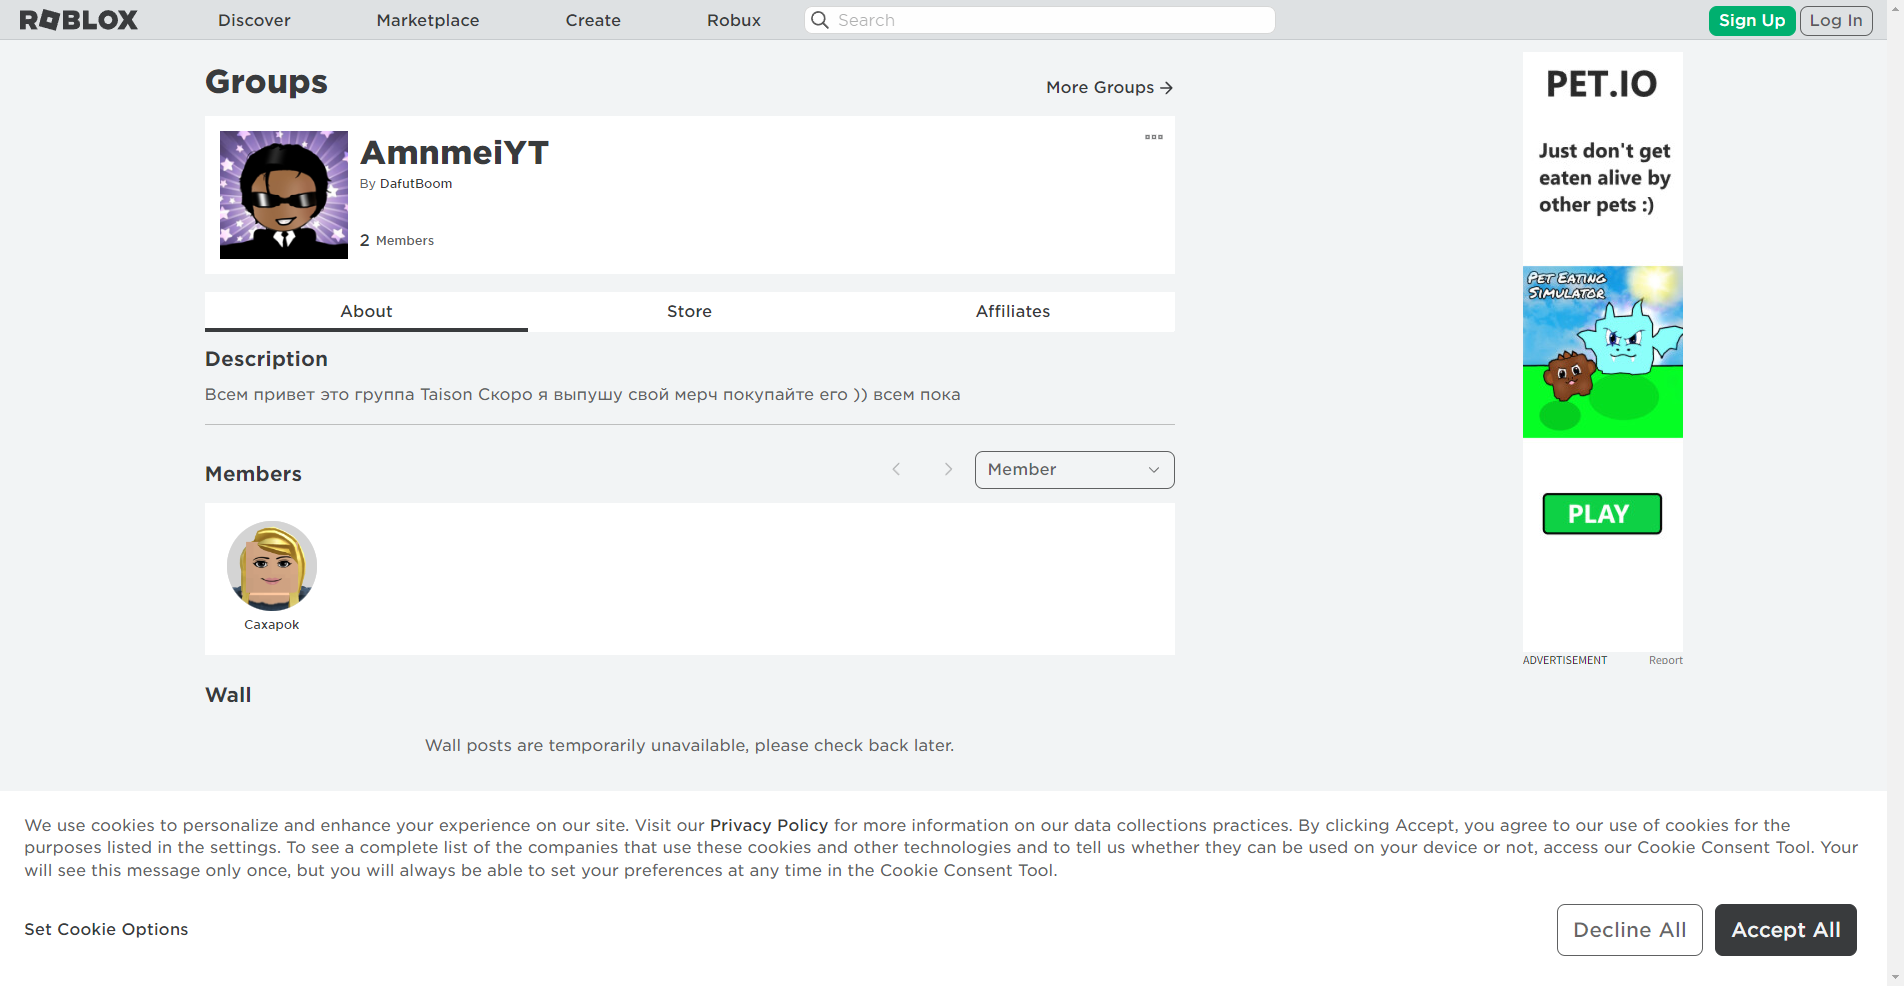 ROBLOX Discover Marketplace Create Robux Search Sign Up Log In
Groups
More Groups
AmnmeiYT
By DafutBoom
2 Members
About Store Affiliates
Description
Всем привет это группа Taison Скоро я выпушу свой мерч покупайте его )) всем пока
Members
Member
Caxapok
Wall
Wall posts are temporarily unavailable, please check back later.
PET.IO
Just don't get
eaten alive by
other pets :)
PET EATING
SIMULATOR
PLAY
ADVERTISEMENT Report
We use cookies to personalize and enhance your experience on our site. Visit our Privacy Policy for more information on our data collections practices. By clicking Accept, you agree to our use of cookies for the
purposes listed in the settings. To see a complete list of the companies that use these cookies and other technologies and to tell us whether they can be used on your device or not, access our Cookie Consent Tool. Your
will see this message only once, but you will always be able to set your preferences at any time in the Cookie Consent Tool.
Set Cookie Options
Decline All
Accept All